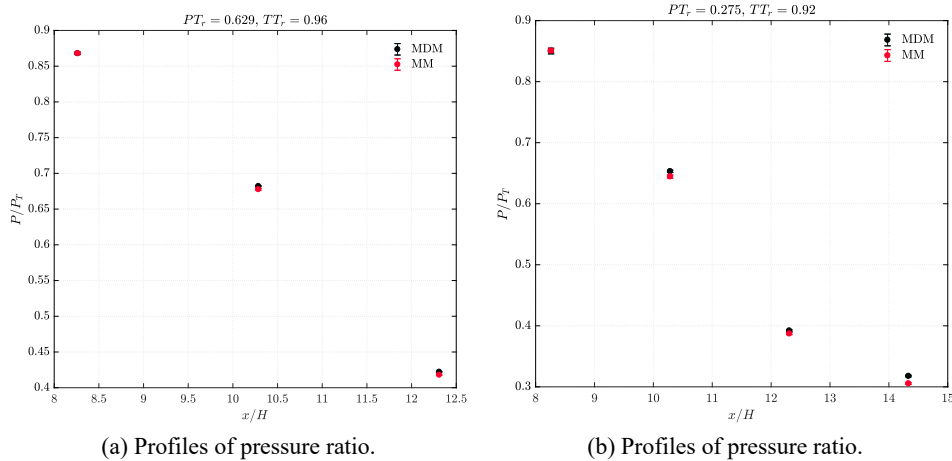 PT_r = 0.629, TT_r = 0.96
0.9
0.85
0.8
0.75
0.7
0.65
0.6
0.55
0.5
0.45
0.4
P/P_T
8 8.5 9 9.5 10 10.5 11 11.5 12 12.5
x/H
MDM
MM
(a) Profiles of pressure ratio.
PT_r = 0.275, TT_r = 0.92
0.9
0.8
0.7
0.6
0.5
0.4
0.3
P/P_T
8 9 10 11 12 13 14 15
x/H
MDM
MM
(b) Profiles of pressure ratio.